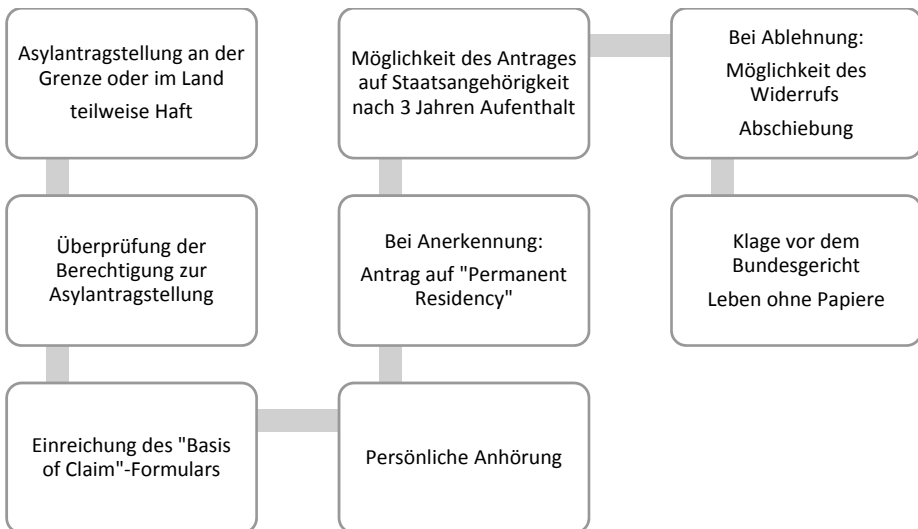 Asylantragstellung an der
Grenze oder im Land
teilweise Haft
Überprüfung der
Berechtigung zur
Asylantragstellung
Einreichung des "Basis
of Claim"-Formulars
Persönliche Anhörung
Bei Anerkennung:
Antrag auf "Permanent
Residency"
Möglichkeit des Antrages
auf Staatsangehörigkeit
nach 3 Jahren Aufenthalt
Bei Ablehnung:
Möglichkeit des
Widerrufs
Abschiebung
Klage vor dem
Bundesgericht
Leben ohne Papiere